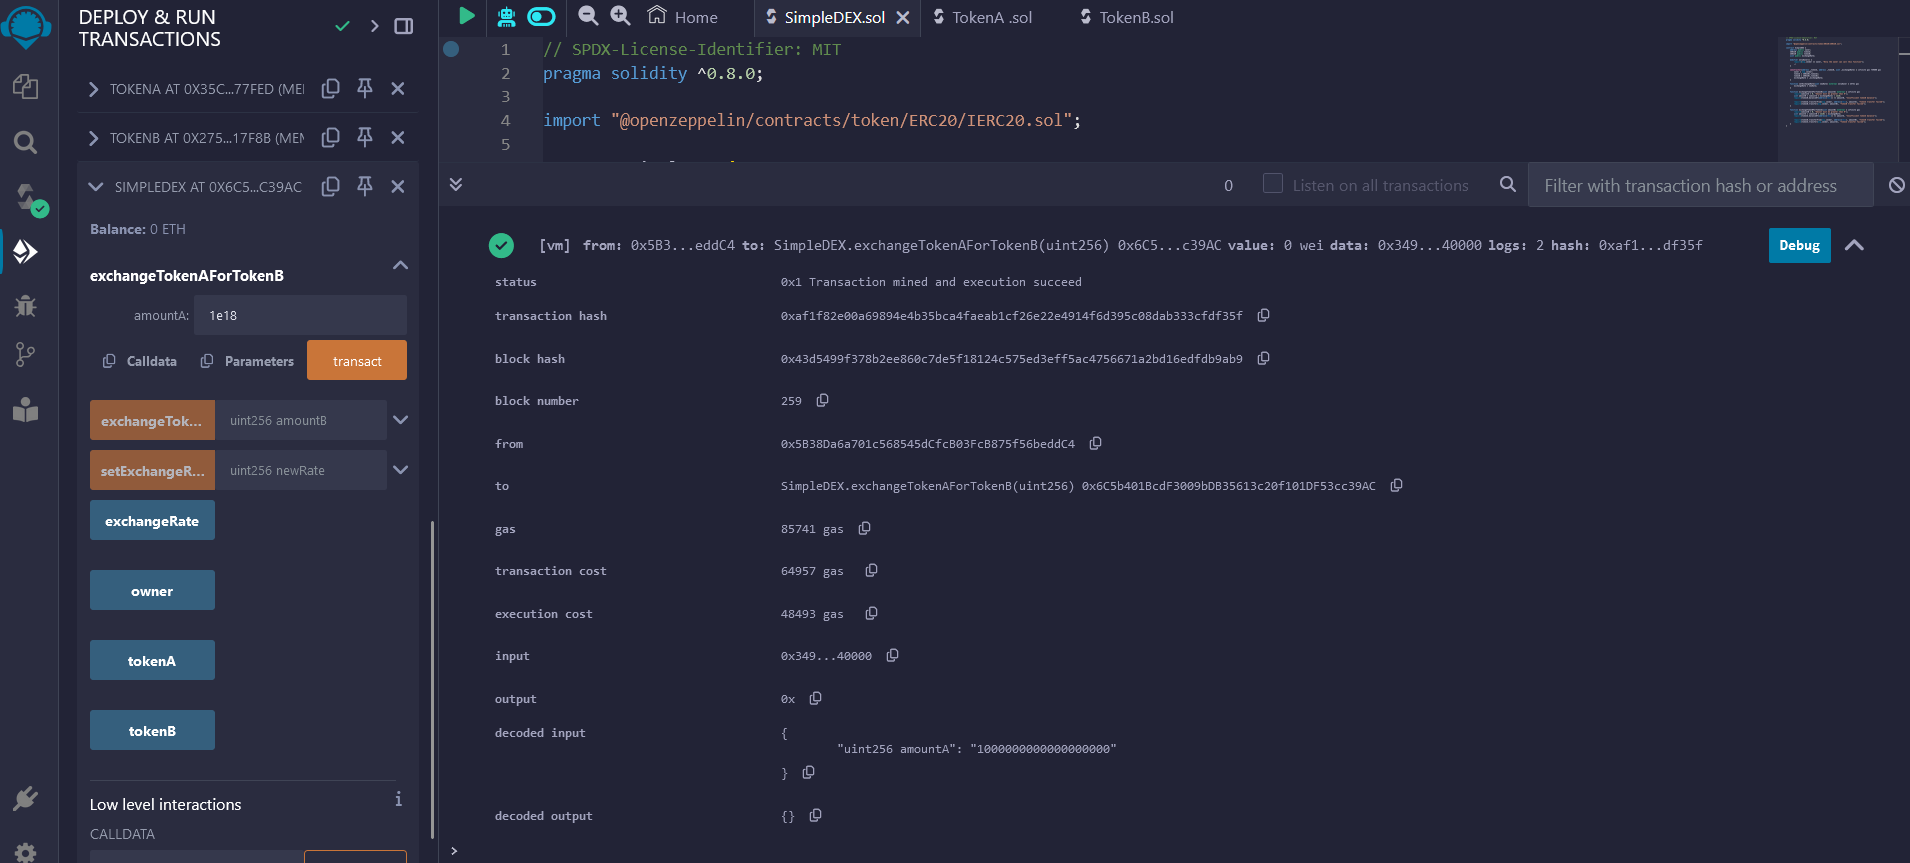 DEPLOY & RUN
TRANSACTIONS
TOKENA AT 0X35C...77FED (MEI
TOKENB AT 0X275...17F8B (MEI
SIMPLEDEX AT 0X6C5...C39AC
Balance: 0 ETH
exchangeTokenAForTokenB
amountA: 1e18
Calldata Parameters transact
exchangeTok... uint256 amountB
setExchangeR... uint256 newRate
exchangeRate
owner
tokenA
tokenB
Low level interactions i
CALLDATA
Home SimpleDEX.sol TokenA .sol TokenB.sol
1 // SPDX-License-Identifier: MIT
2 pragma solidity ^0.8.0;
3
4 import "@openzeppelin/contracts/token/ERC20/IERC20.sol";
5
0 Listen on all transactions Filter with transaction hash or address
[vm] from: 0x5B3...eddC4 to: SimpleDEX.exchangeTokenAForTokenB(uint256) 0x6C5...c39AC value: 0 wei data: 0x349...40000 logs: 2 hash: 0xaf1...df35f Debug
status 0x1 Transaction mined and execution succeed
transaction hash 0xaf1f82e00a69894e4b35bca4faeab1cf26e22e4914f6d395c08dab333cfdf35f
block hash 0x43d5499f378b2ee860c7de5f18124c575ed3eff5ac4756671a2bd16edfdb9ab9
block number 259
from 0x5B38Da6a701c568545dCfcB03FcB875f56beddC4
to SimpleDEX.exchangeTokenAForTokenB(uint256) 0x6C5b401BcdF3009bDB35613c20f101DF53cc39AC
gas 85741 gas
transaction cost 64957 gas
execution cost 48493 gas
input 0x349...40000
output 0x
decoded input {
"uint256 amountA": "1000000000000000000"
}
decoded output {}
>